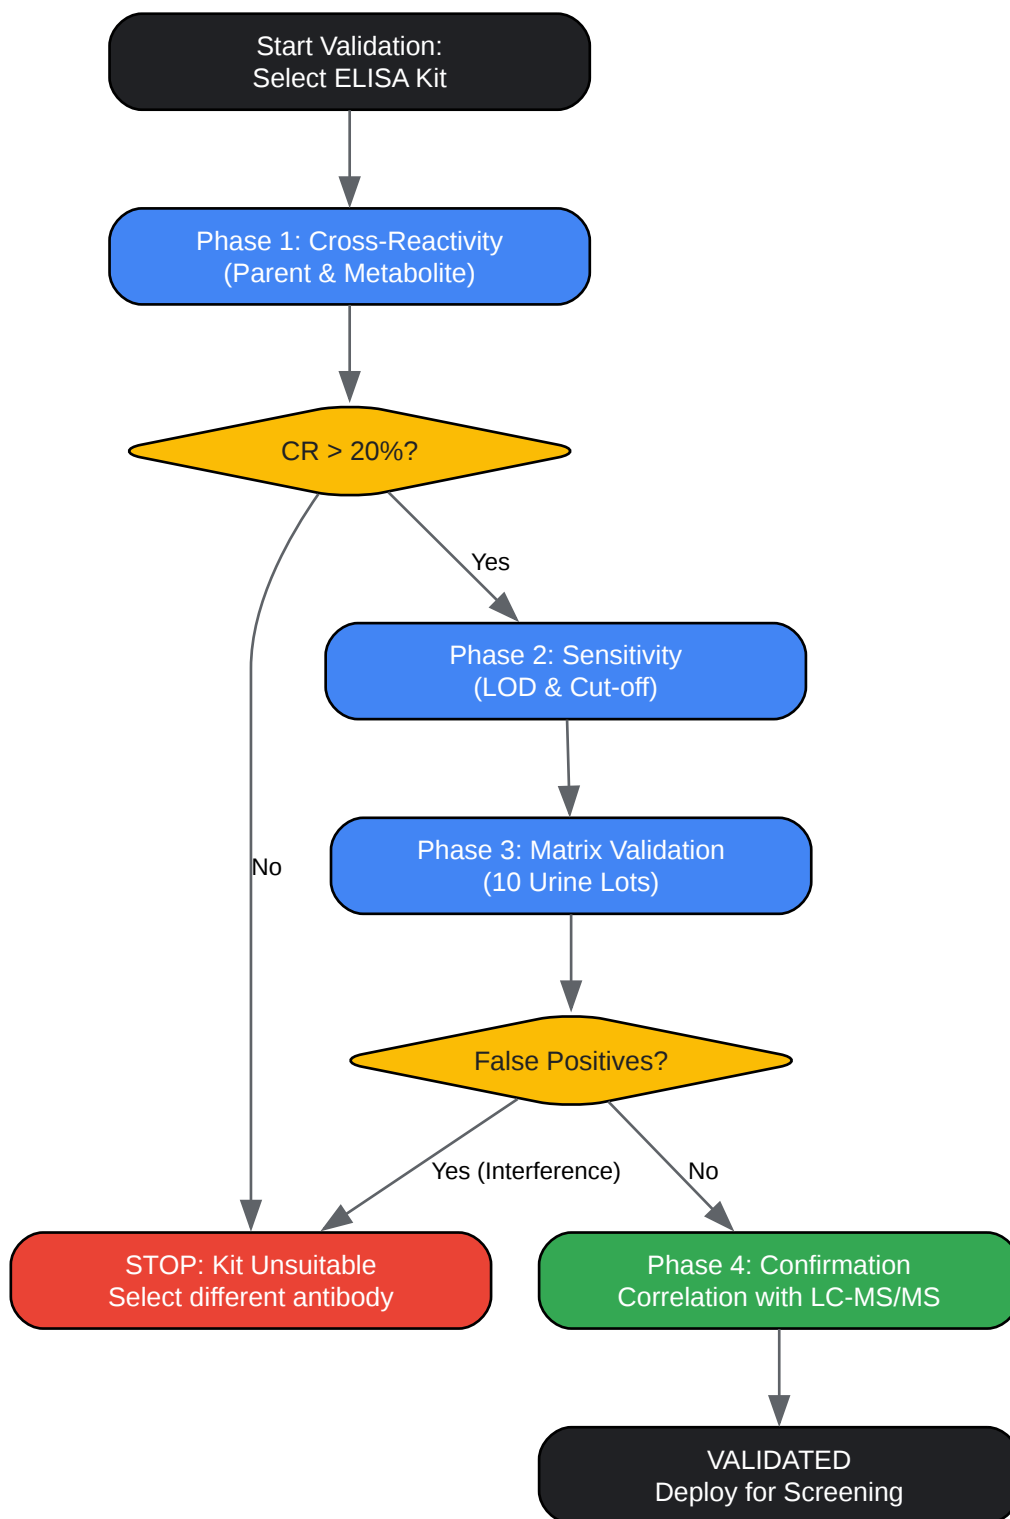 Start Validation:
Select ELISA Kit
Phase 1: Cross-Reactivity
(Parent & Metabolite)
CR > 20%?
Yes
Phase 2: Sensitivity
(LOD & Cut-off)
Phase 3: Matrix Validation
(10 Urine Lots)
No
False Positives?
Yes (Interference)
No
STOP: Kit Unsuitable
Select different antibody
Phase 4: Confirmation
Correlation with LC-MS/MS
VALIDATED
Deploy for Screening